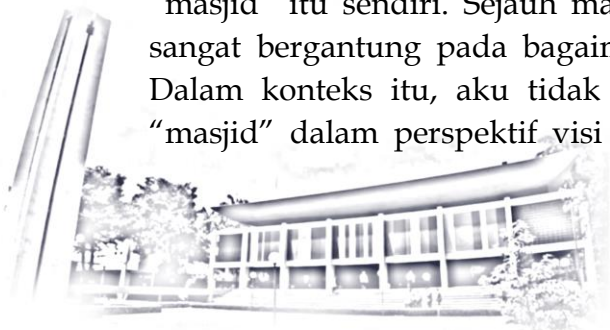 "masjid" itu sendiri. Sejauh
sangat bergantung pada
Dalam konteks itu, aku tidak
"masjid" dalam perspektif visi